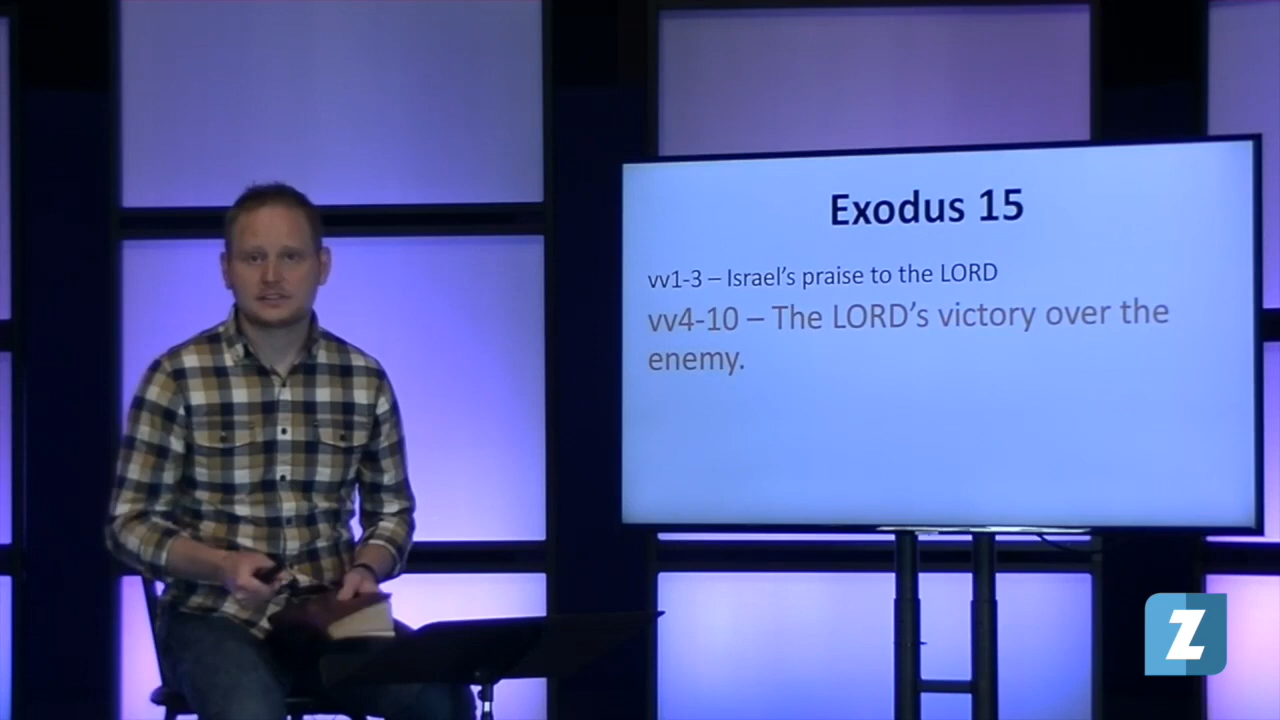 Exodus 15
vv1-3 – Israel's praise to the LORD
vv4-10 – The LORD's victory over the
enemy.
Z